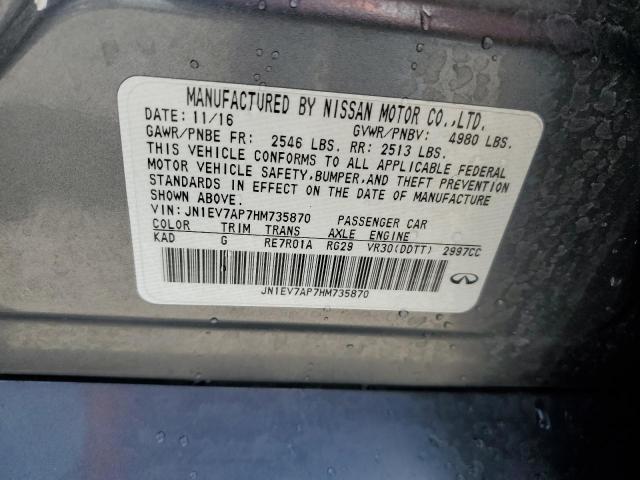 MANUFACTURED BY NISSAN MOTOR CO.,LTD.
DATE: 11/16 GVWR/PNBV: 4980 LBS.
GAWR/PNBE FR: 2546 LBS. RR: 2513 LBS.
THIS VEHICLE CONFORMS TO ALL APPLICABLE FEDERAL
MOTOR VEHICLE SAFETY,BUMPER,AND THEFT PREVENTION
STANDARDS IN EFFECT ON THE DATE OF MANUFACTURE
SHOWN ABOVE.
VIN: JN1EV7AP7HM735870 PASSENGER CAR
COLOR TRIM TRANS AXLE ENGINE
KAD G RE7R01A RG29 VR30(DDTT) 2997CC
JN1EV7AP7HM735870